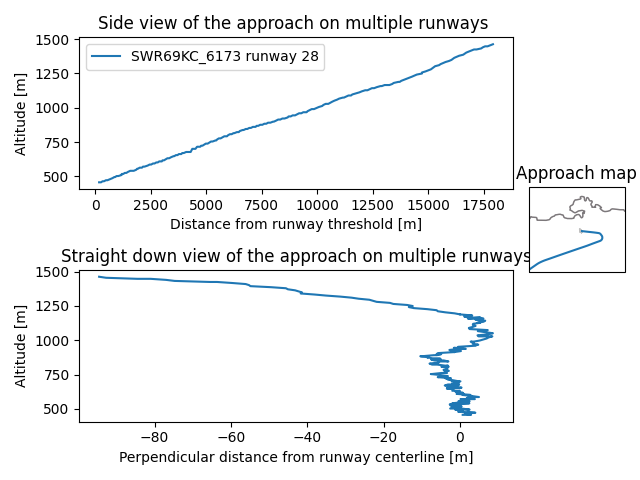 Side view of the approach on multiple runways
1500
1250
1000
750
500
Altitude [m]
SWR69KC_6173 runway 28
0
2500
5000
7500
10000
12500
15000
17500
Distance from runway threshold [m]
Approach map
Straight down view of the approach on multiple runways
1500
1250
1000
750
500
Altitude [m]
−80
−60
−40
−20
0
Perpendicular distance from runway centerline [m]